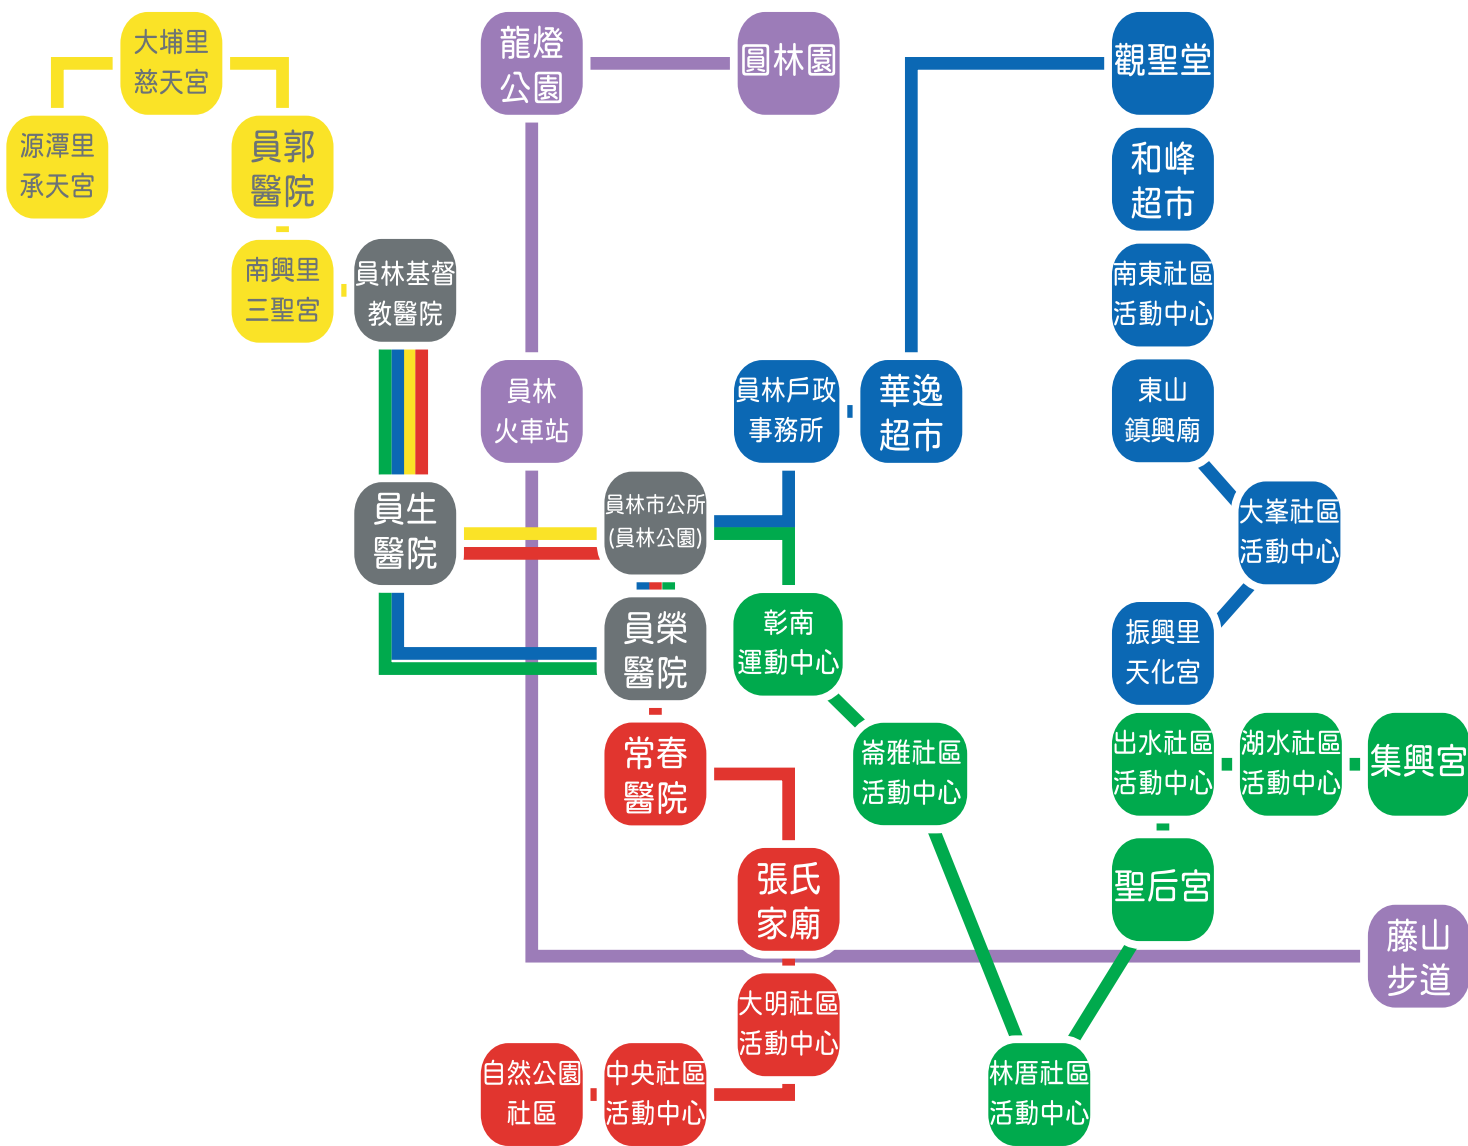 大埔里
慈天宮
龍燈
公園
圓林園
觀聖堂
源潭里
承天宮
員郭
醫院
和峰
超市
南興里
三聖宮
員林基督
教醫院
南東社區
活動中心
員林
火車站
員林戶政
事務所
華逸
超市
東山
鎮興廟
員生
醫院
員林市公所
(員林公園)
大峯社區
活動中心
員榮
醫院
彰南
運動中心
振興里
天化宮
常春
醫院
崙雅社區
活動中心
出水社區
活動中心
湖水社區
活動中心
集興宮
張氏
家廟
聖后宮
藤山
步道
大明社區
活動中心
自然公園
社區
中央社區
活動中心
林厝社區
活動中心